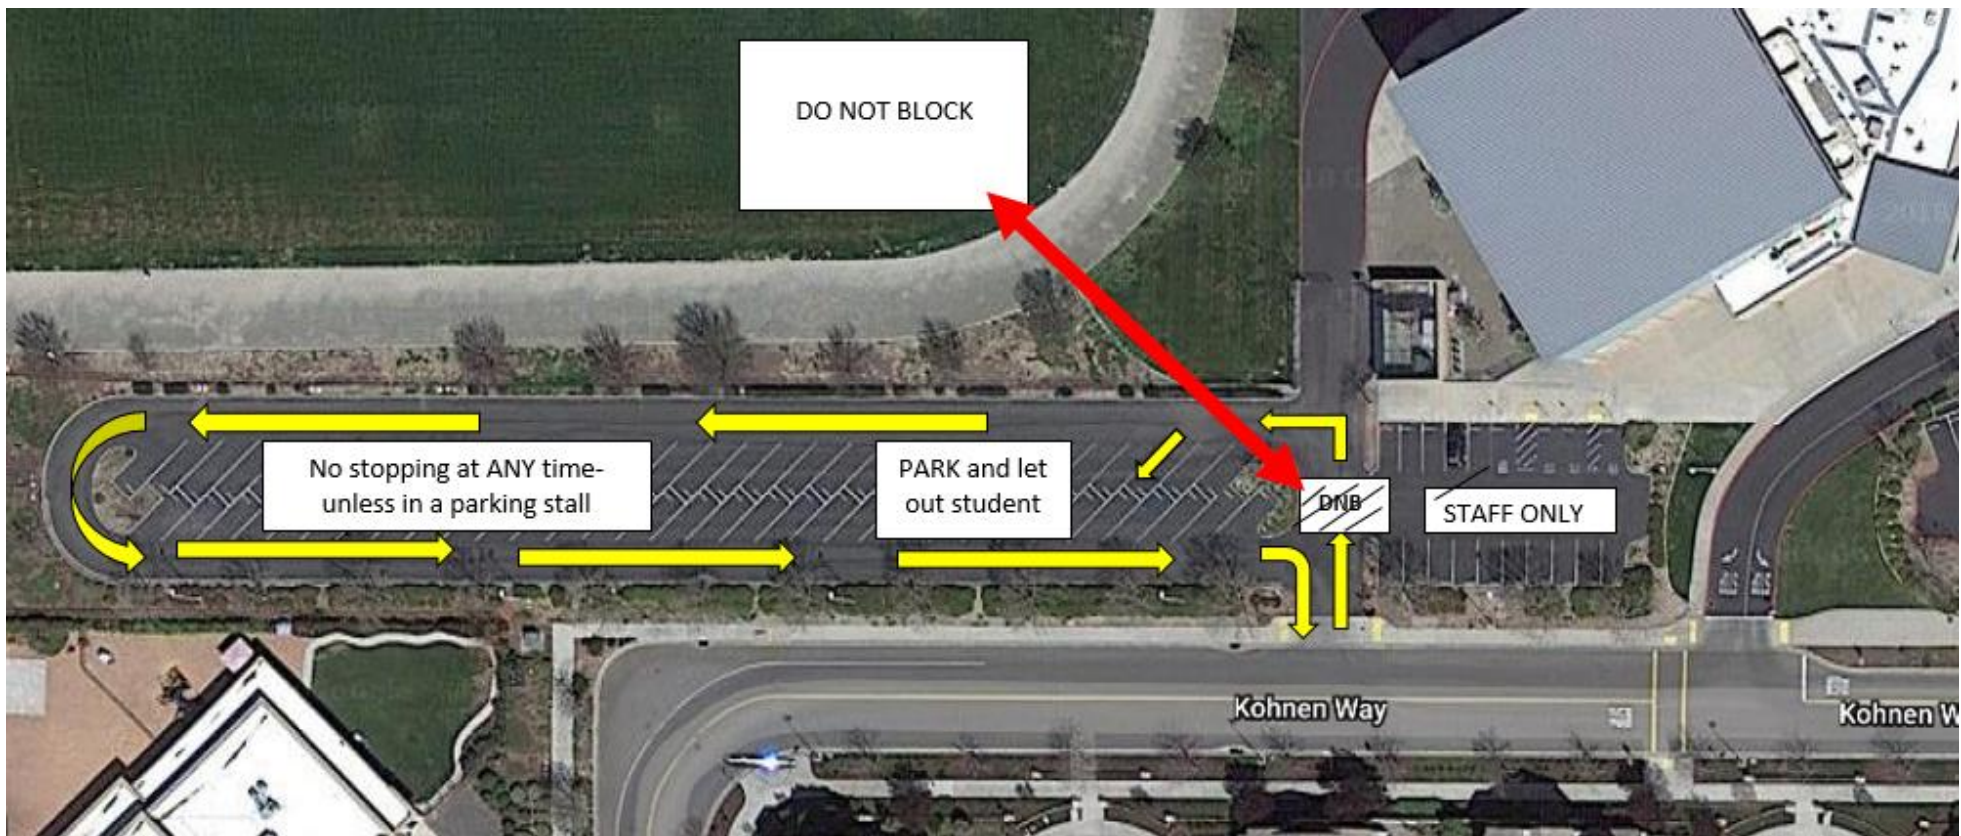 DO NOT BLOCK
No stopping at ANY time-
unless in a parking stall
PARK and let
out student
DNB
STAFF ONLY
Kohnen Way
Kohnen W